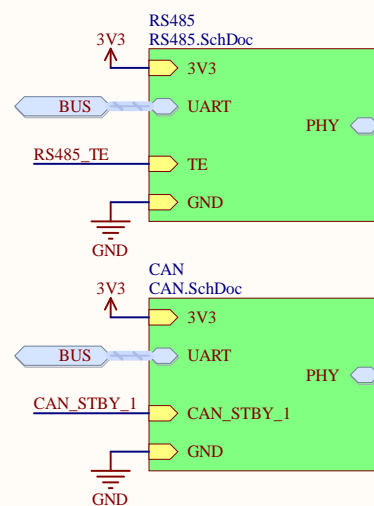 RS485
RS485.SchDoc
3V3
3V3
BUS
UART
PHY
RS485_TE
TE
GND
GND
CAN
CAN.SchDoc
3V3
3V3
BUS
UART
PHY
CAN_STBY_1
CAN_STBY_1
GND
GND